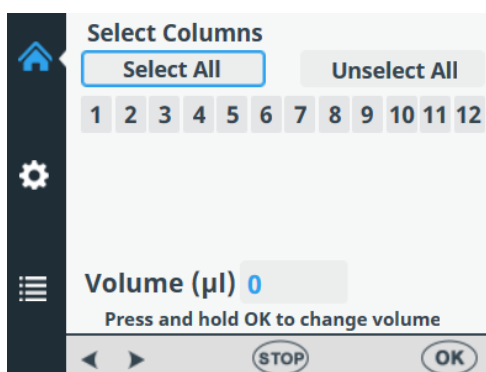 Select Columns
Select All Unselect All
1 2 3 4 5 6 7 8 9 10 11 12
Volume (µl) 0
Press and hold OK to change volume
STOP OK